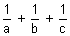 1/a + 1/b + 1/c